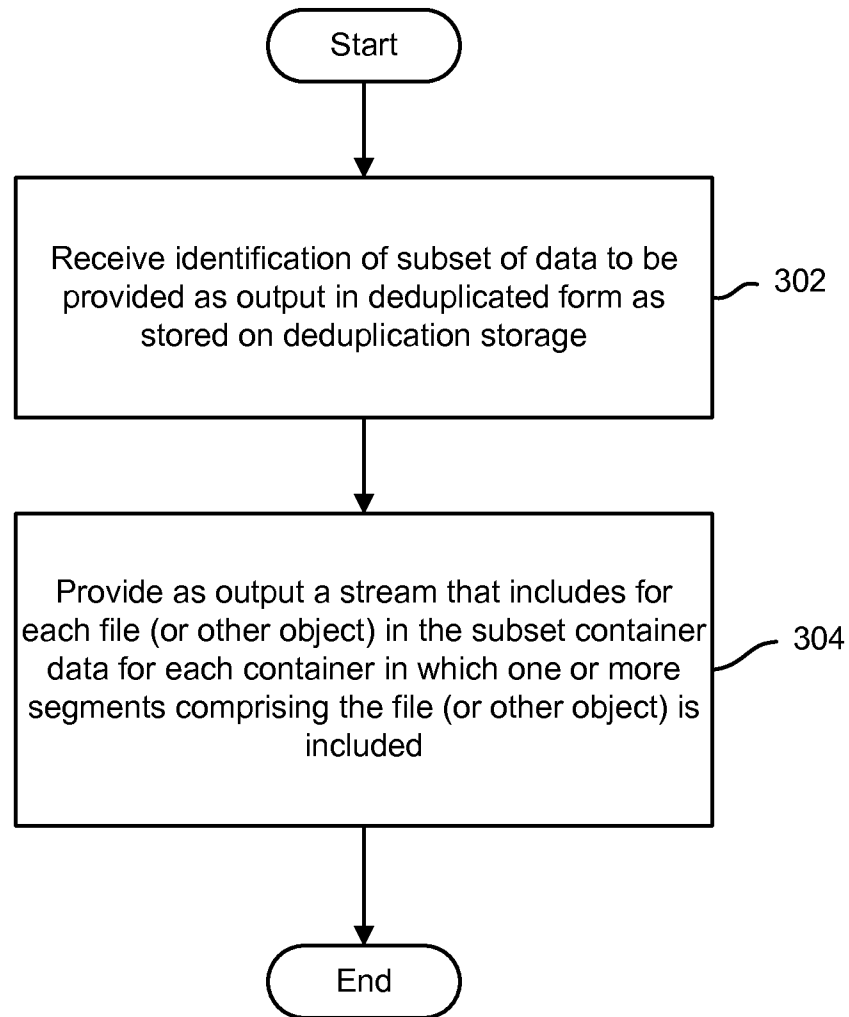 Start
Receive identification of subset of data to be
provided as output in deduplicated form as
stored on deduplication storage
302
Provide as output a stream that includes for
each file (or other object) in the subset container
data for each container in which one or more
segments comprising the file (or other object) is
included
304
End